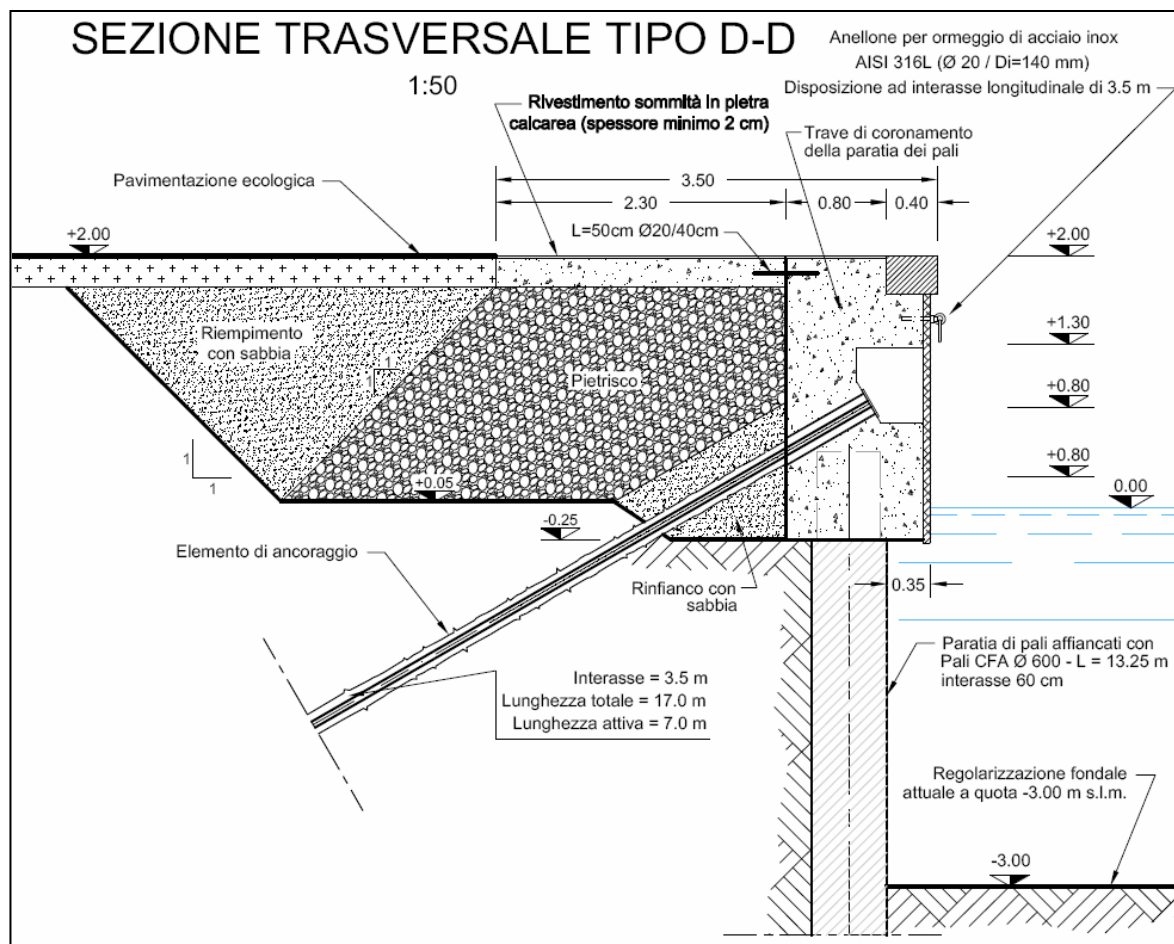 SEZIONE TRASVERSALE TIPO D-D
1:50
Anellone per ormeggio di acciaio inox
AISI 316L (Ø 20 / Di=140 mm)
Disposizione ad interasse longitudinale di 3.5 m
Rivestimento sommità in pietra
calcarea (spessore minimo 2 cm)
Trave di coronamento
della paratia dei pali
Pavimentazione ecologica
3.50
2.30
0.80
0.40
L=50cm Ø20/40cm
+2.00
+2.00
Riempimento
con sabbia
1
1
Pietrisco
1
1
+1.30
+0.80
+0.80
+0.05
0.00
-0.25
Elemento di ancoraggio
Rinfianco con
sabbia
0.35
Paratia di pali affiancati con
Pali CFA Ø 600 - L = 13.25 m
interasse 60 cm
Interasse = 3.5 m
Lunghezza totale = 17.0 m
Lunghezza attiva = 7.0 m
Regolarizzazione fondale
attuale a quota -3.00 m s.l.m.
-3.00